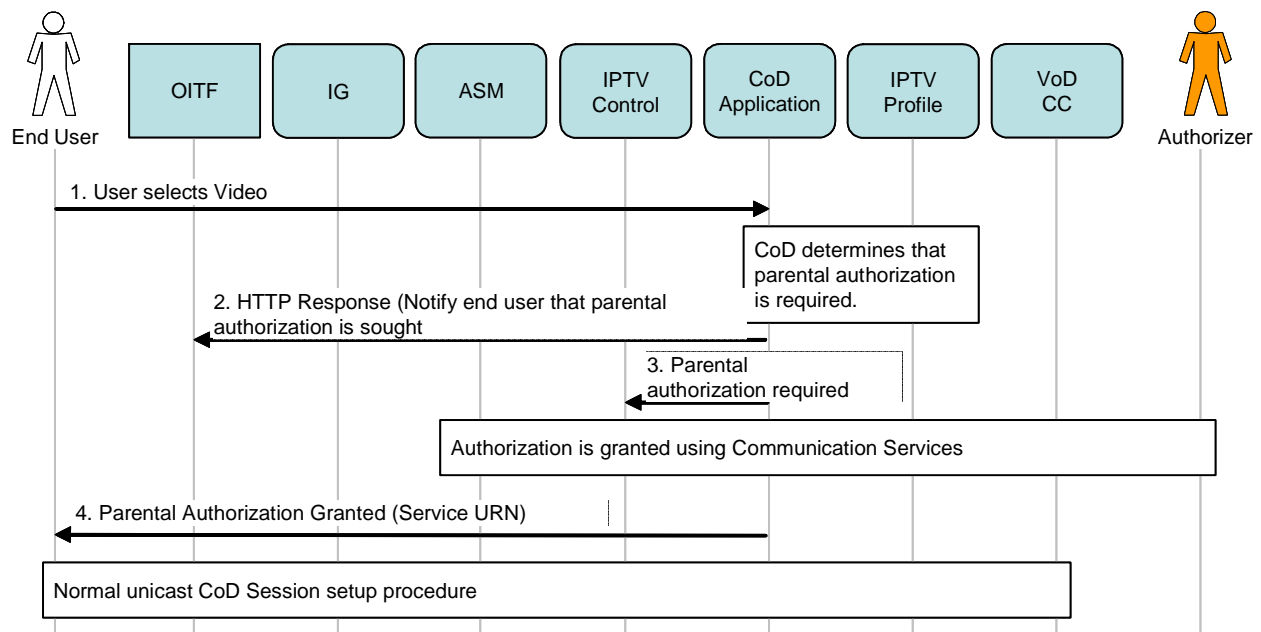 End User
OITF
IG
ASM
IPTV
Control
CoD
Application
IPTV
Profile
VoD
CC
Authorizer
1. User selects Video
CoD determines that
parental authorization
is required.
2. HTTP Response (Notify end user that parental
authorization is sought
3. Parental
authorization required
Authorization is granted using Communication Services
4. Parental Authorization Granted (Service URN)
Normal unicast CoD Session setup procedure